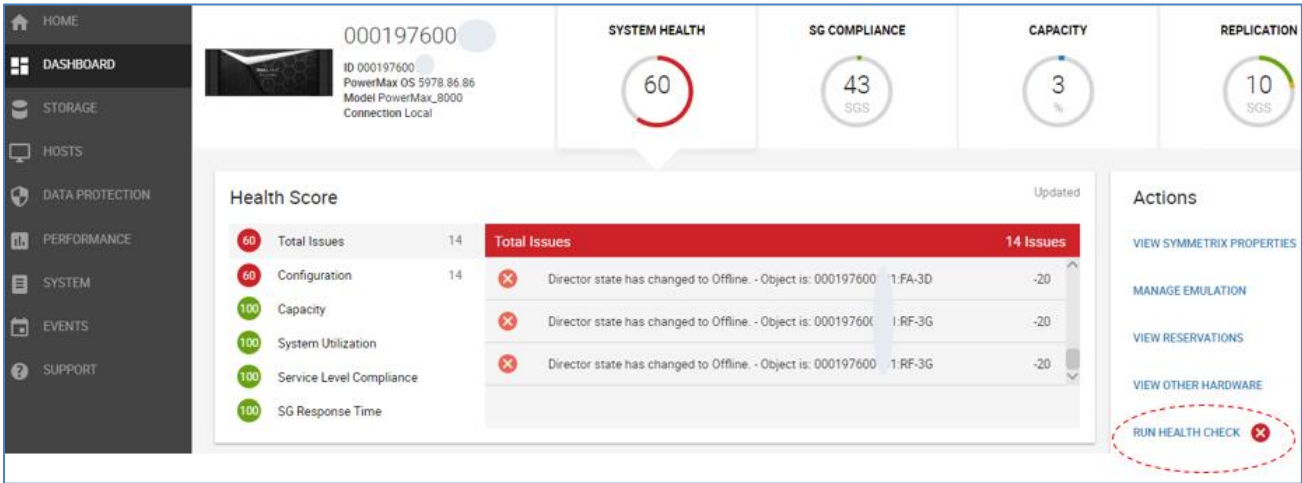 HOME
DASHBOARD
STORAGE
HOSTS
DATA PROTECTION
PERFORMANCE
SYSTEM
EVENTS
SUPPORT
000197600
ID 000197600
PowerMax OS 5978.86.86
Model PowerMax_8000
Connection Local
SYSTEM HEALTH
60
SG COMPLIANCE
43
SGS
CAPACITY
3
%
REPLICATION
10
SGS
Health Score
Updated
60 Total Issues 14
60 Configuration 14
100 Capacity
100 System Utilization
100 Service Level Compliance
100 SG Response Time
Total Issues 14 Issues
Director state has changed to Offline. - Object is: 000197600 1:FA-3D -20
Director state has changed to Offline. - Object is: 000197600 1:RF-3G -20
Director state has changed to Offline. - Object is: 000197600 1:RF-3G -20
Actions
VIEW SYMMETRIX PROPERTIES
MANAGE EMULATION
VIEW RESERVATIONS
VIEW OTHER HARDWARE
RUN HEALTH CHECK